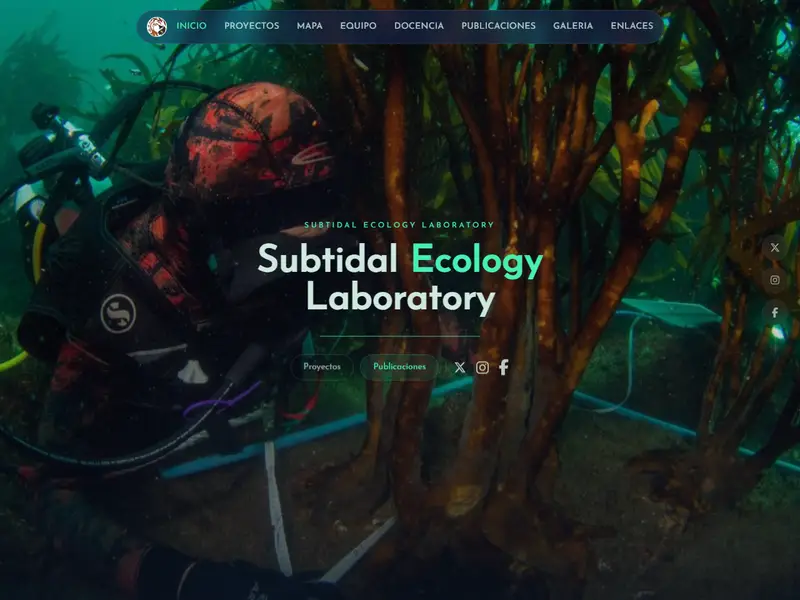 INICIO PROYECTOS MAPA EQUIPO DOCENCIA PUBLICACIONES GALERIA ENLACES
SUBTIDAL ECOLOGY LABORATORY
Subtidal Ecology
Laboratory
Proyectos Publicaciones